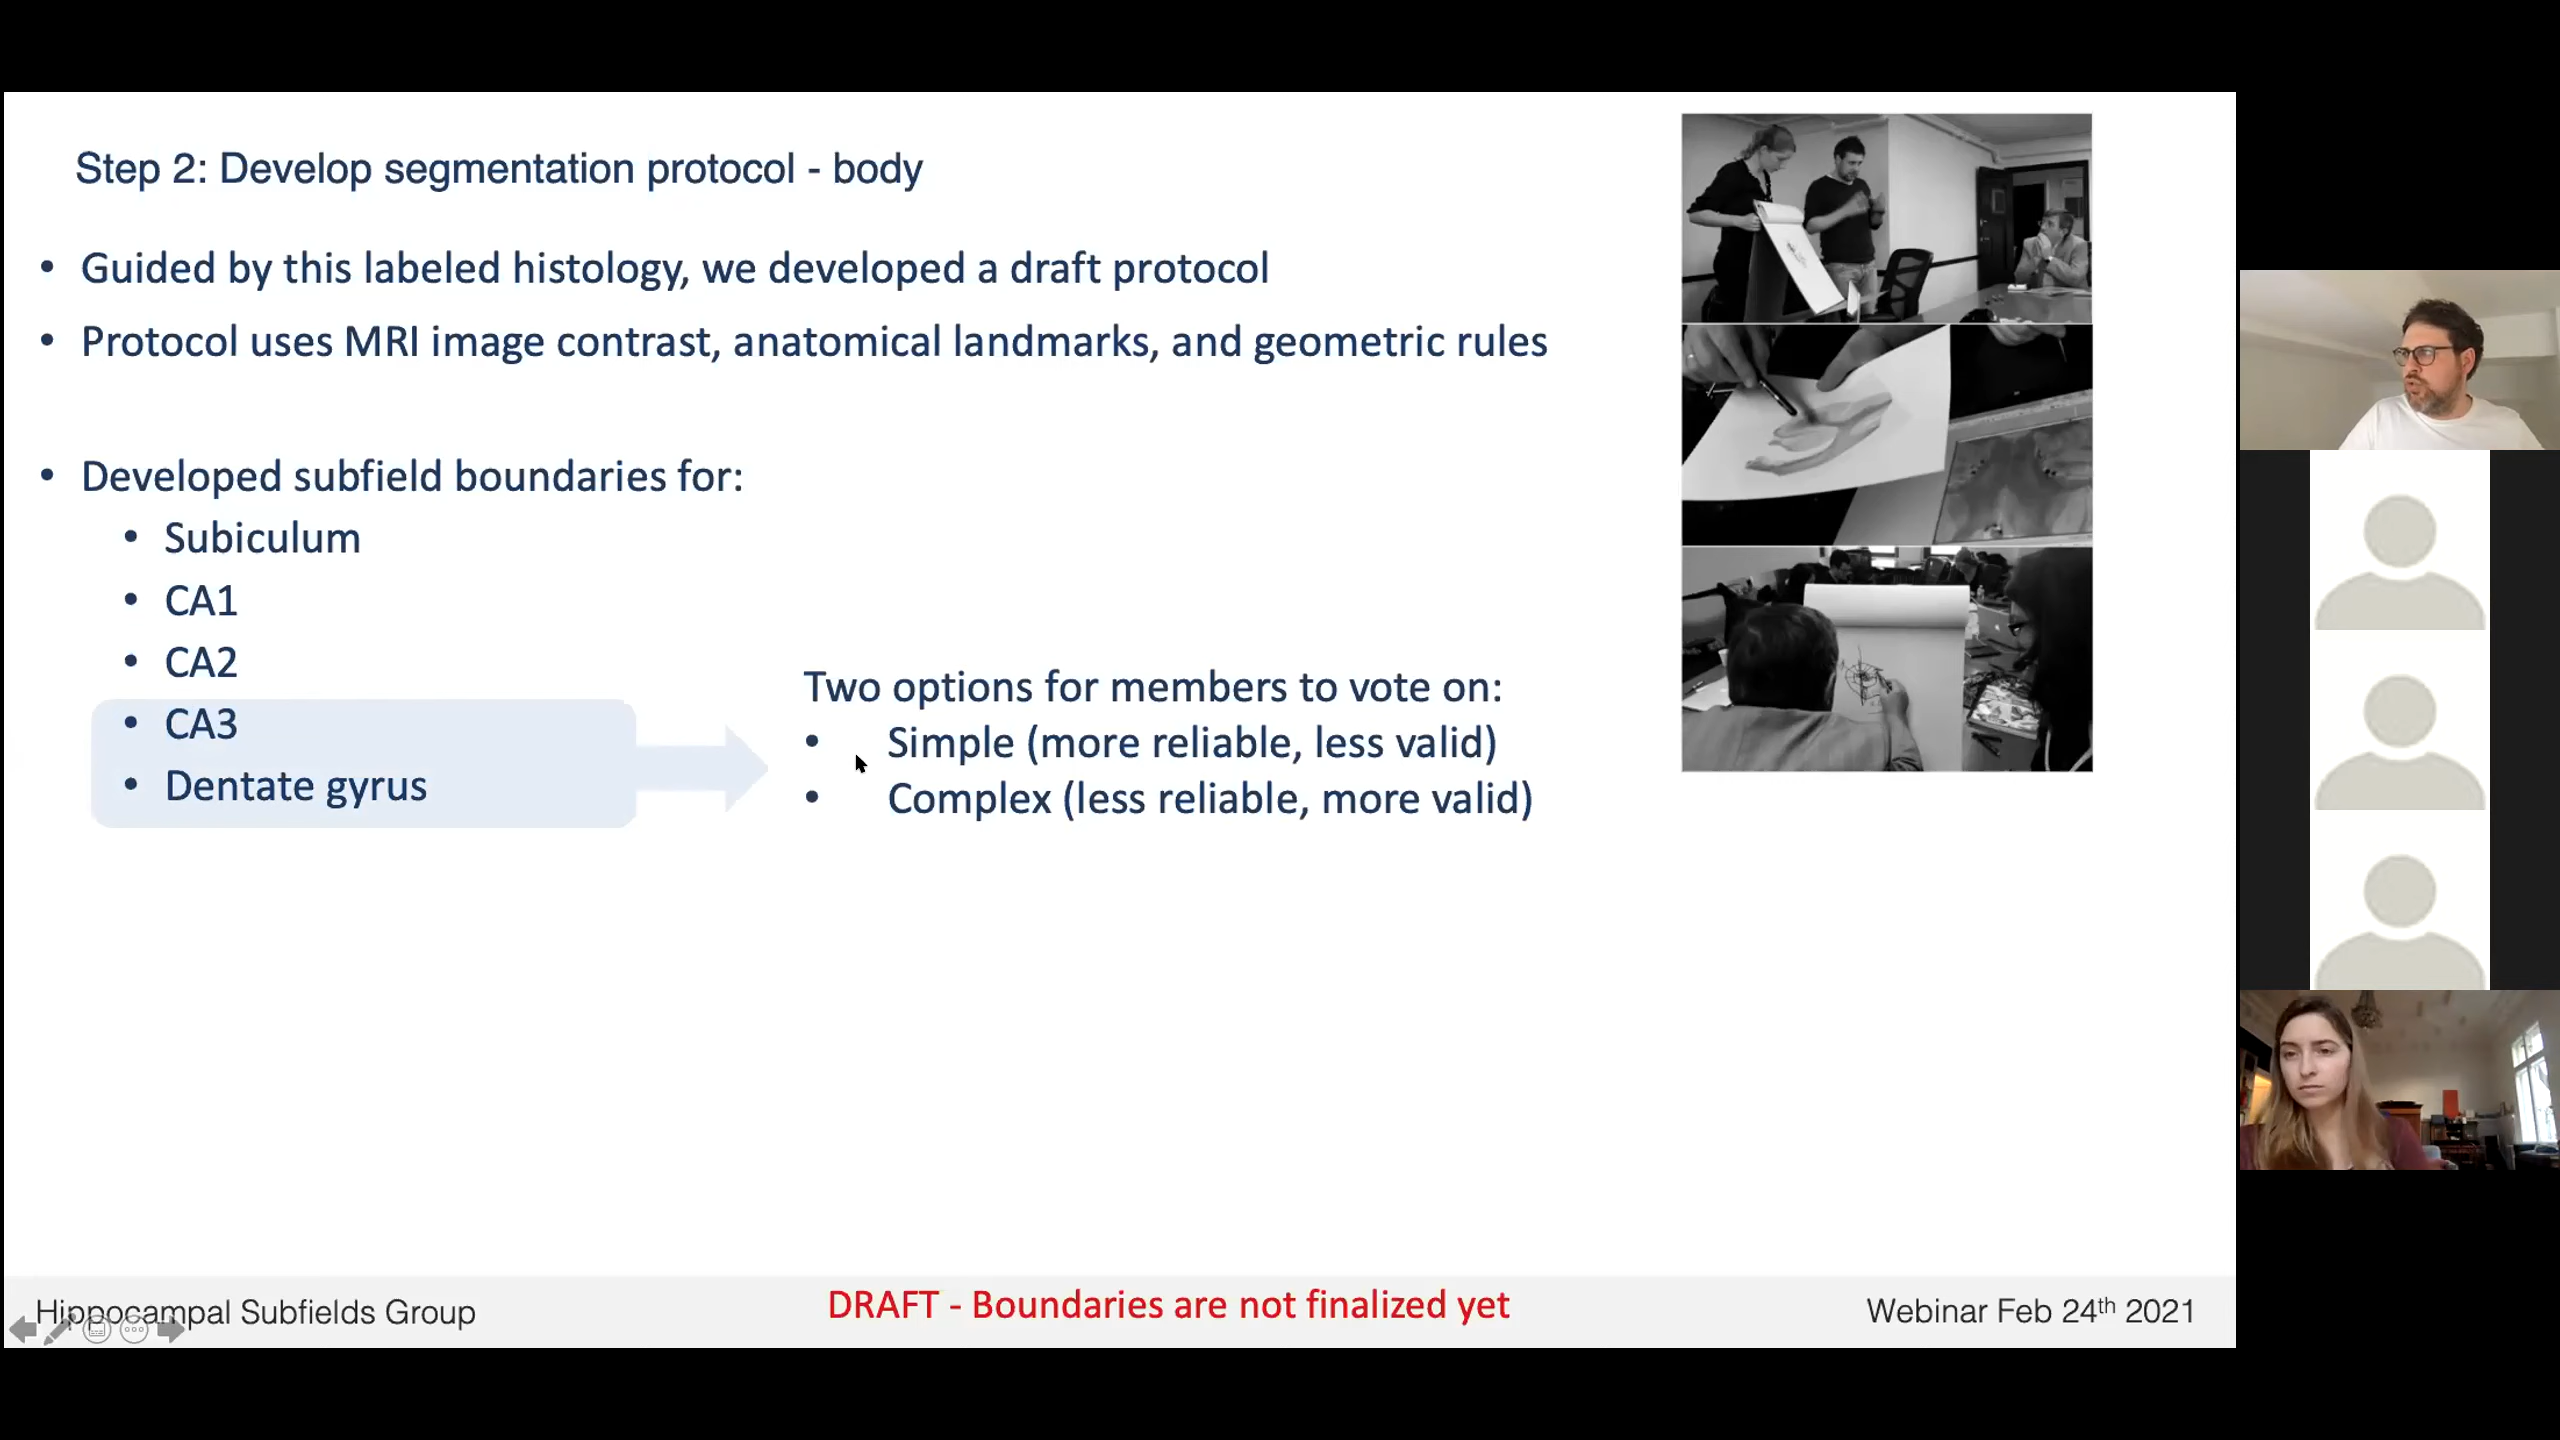 Step 2: Develop segmentation protocol - body
• Guided by this labeled histology, we developed a draft protocol
• Protocol uses MRI image contrast, anatomical landmarks, and geometric rules
• Developed subfield boundaries for:
• Subiculum
• CA1
• CA2
• CA3
• Dentate gyrus
Two options for members to vote on:
• Simple (more reliable, less valid)
• Complex (less reliable, more valid)
Hippocampal Subfields Group
DRAFT - Boundaries are not finalized yet
Webinar Feb 24th 2021